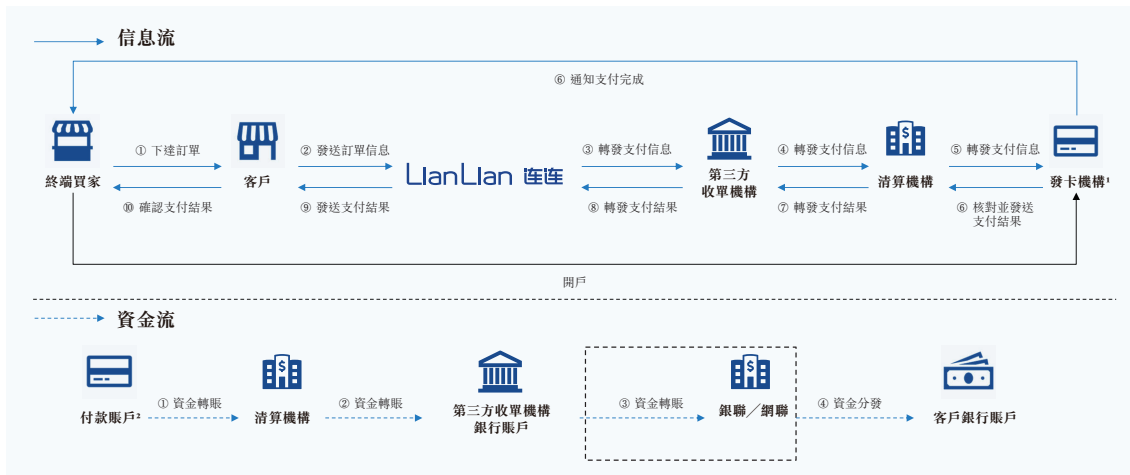 信息流
⑥ 通知支付完成
① 下達訂單
② 發送訂單信息
③ 轉發支付信息
④ 轉發支付信息
⑤ 轉發支付信息
終端買家
客戶
LianLian 连连
第三方
收單機構
清算機構
發卡機構¹
⑩ 確認支付結果
⑨ 發送支付結果
⑧ 轉發支付結果
⑦ 轉發支付結果
⑥ 核對並發送
支付結果
開戶
資金流
付款賬戶²
① 資金轉賬
清算機構
② 資金轉賬
第三方收單機構
銀行賬戶
③ 資金轉賬
銀聯／網聯
④ 資金分發
客戶銀行賬戶